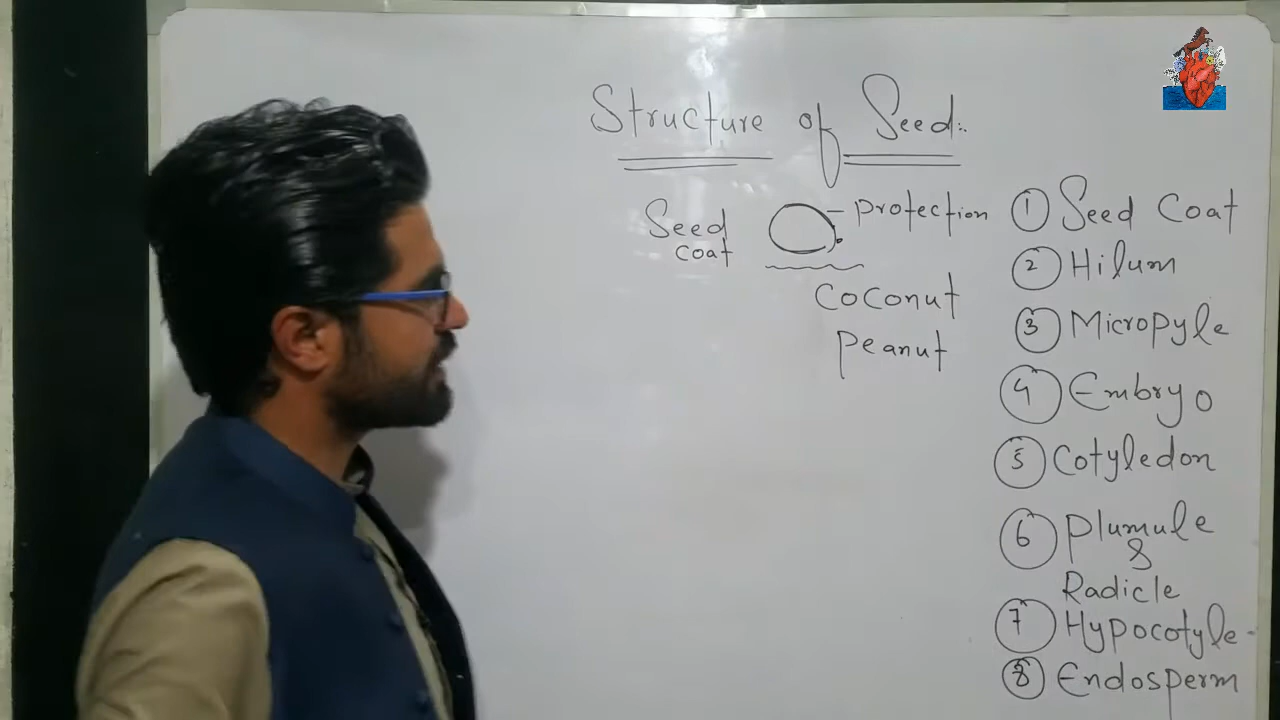 Structure of Seed:.
Seed coat
Protection
Coconut
Peanut
1 Seed Coat
2 Hilum
3 Micropyle
4 Embryo
5 Cotyledon
6 Plumule
&
Radicle
7 Hypocotyle-
8 Endosperm